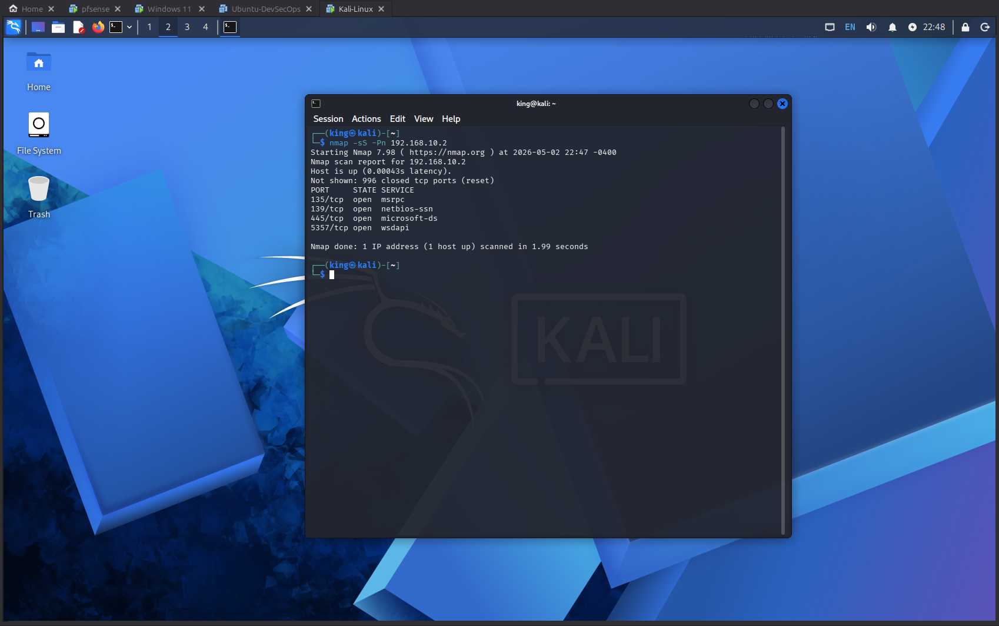 Home
pfsense
Windows 11
Ubuntu-DevSecOps
Kali-Linux
1 2 3 4
EN
22:48
Home
File System
Trash
king@kali: ~
Session Actions Edit View Help
┌──(king㉿kali)-[~]
└─$ nmap -sS -Pn 192.168.10.2
Starting Nmap 7.98 ( https://nmap.org ) at 2026-05-02 22:47 -0400
Nmap scan report for 192.168.10.2
Host is up (0.00043s latency).
Not shown: 996 closed tcp ports (reset)
PORT     STATE SERVICE
135/tcp  open  msrpc
139/tcp  open  netbios-ssn
445/tcp  open  microsoft-ds
5357/tcp open  wsdapi
Nmap done: 1 IP address (1 host up) scanned in 1.99 seconds
┌──(king㉿kali)-[~]
└─$
KALI